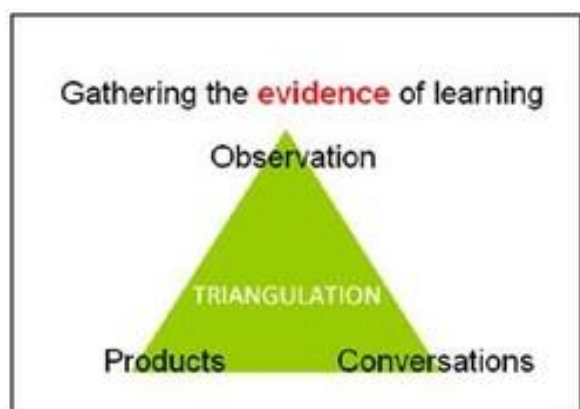 Gathering the evidence of learning
Observation
TRIANGULATION
Products Conversations